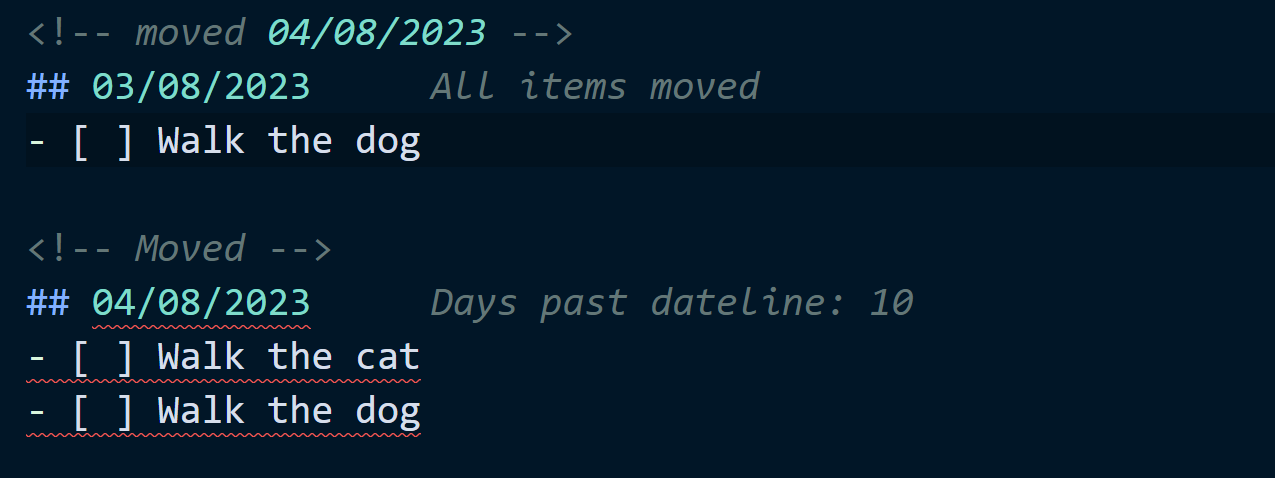 <!-- moved 04/08/2023 -->
## 03/08/2023 All items moved
- [ ] Walk the dog
<!-- Moved -->
## 04/08/2023 Days past dateline: 10
- [ ] Walk the cat
- [ ] Walk the dog